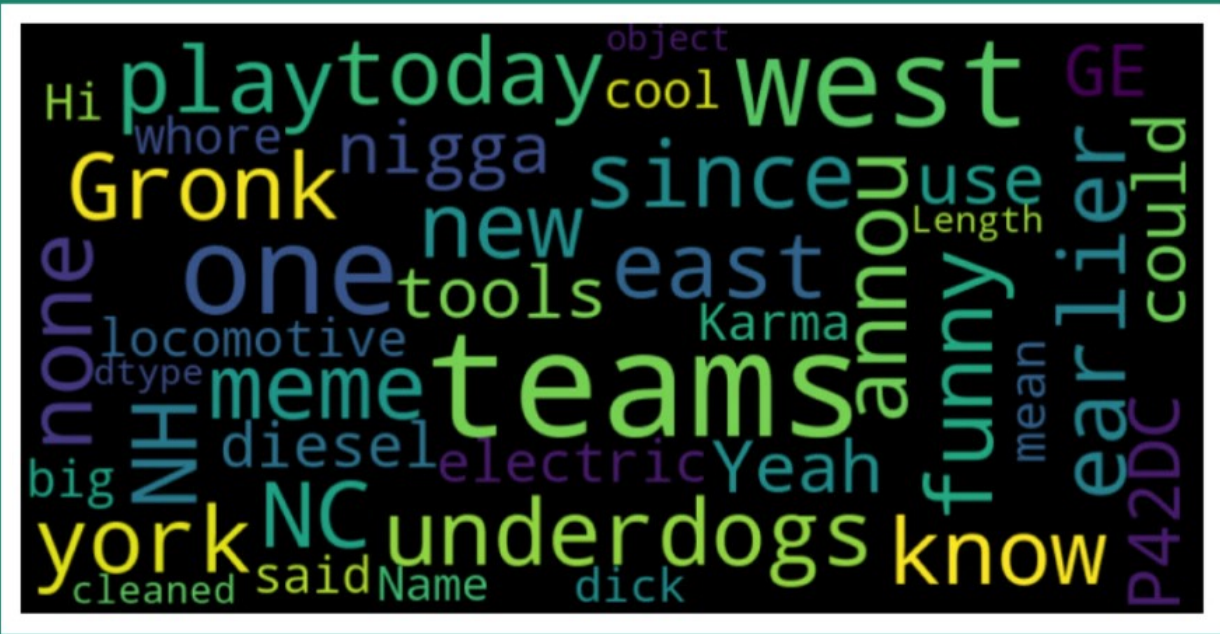 object
Hi
play
today
cool
west
GE
whore
nigga
Gronk
since
use
could
new
Length
annou
earlier
none
one
tools
east
funny
Karma
locomotive
dtype
meme
teams
mean
NH
diesel
electric
Yeah
P42DC
big
york
NC
underdogs
know
cleaned
said
Name
dick